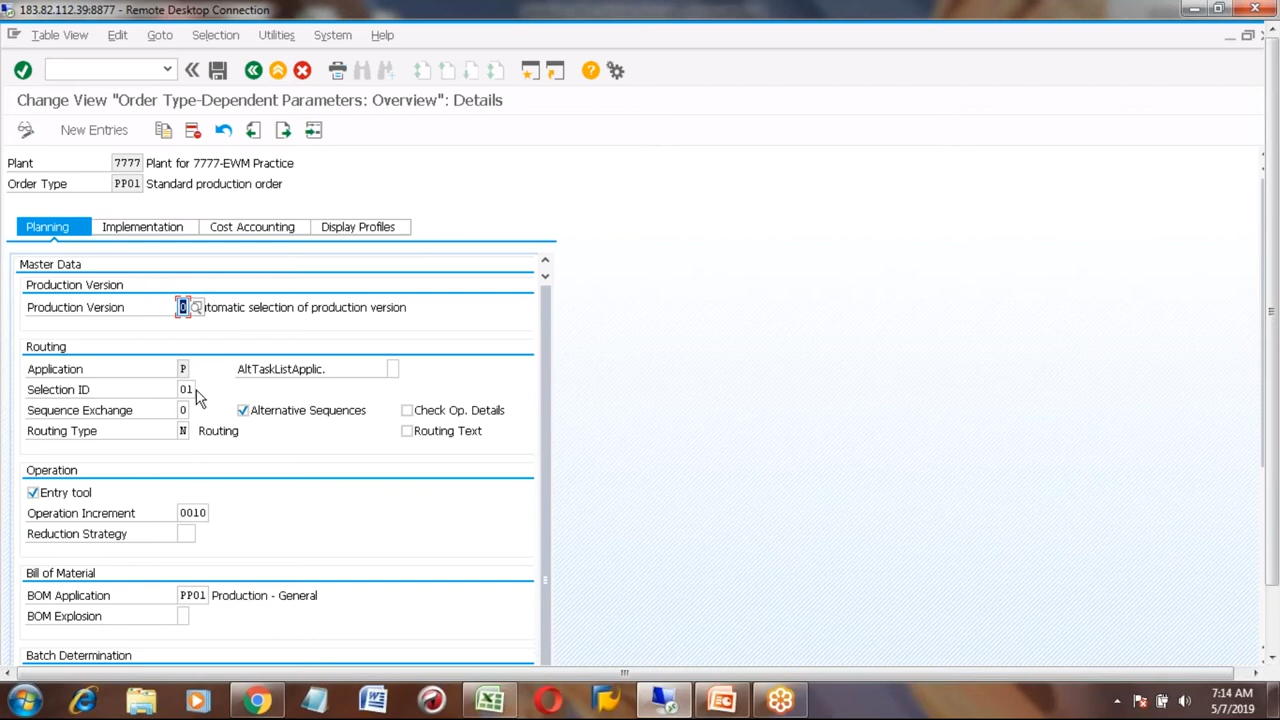 183.82.112.39:8877 - Remote Desktop Connection
Table View Edit Goto Selection Utilities System Help
Change View "Order Type-Dependent Parameters: Overview": Details
New Entries
Plant 7777 Plant for 7777-EWM Practice
Order Type PP01 Standard production order
Planning Implementation Cost Accounting Display Profiles
Master Data
Production Version
Production Version 0 tomatic selection of production version
Routing
Application P AltTaskListApplic.
Selection ID 01
Sequence Exchange 0 Alternative Sequences Check Op. Details
Routing Type N Routing Routing Text
Operation
Entry tool
Operation Increment 0010
Reduction Strategy
Bill of Material
BOM Application PP01 Production - General
BOM Explosion
Batch Determination
7:14 AM
5/7/2019